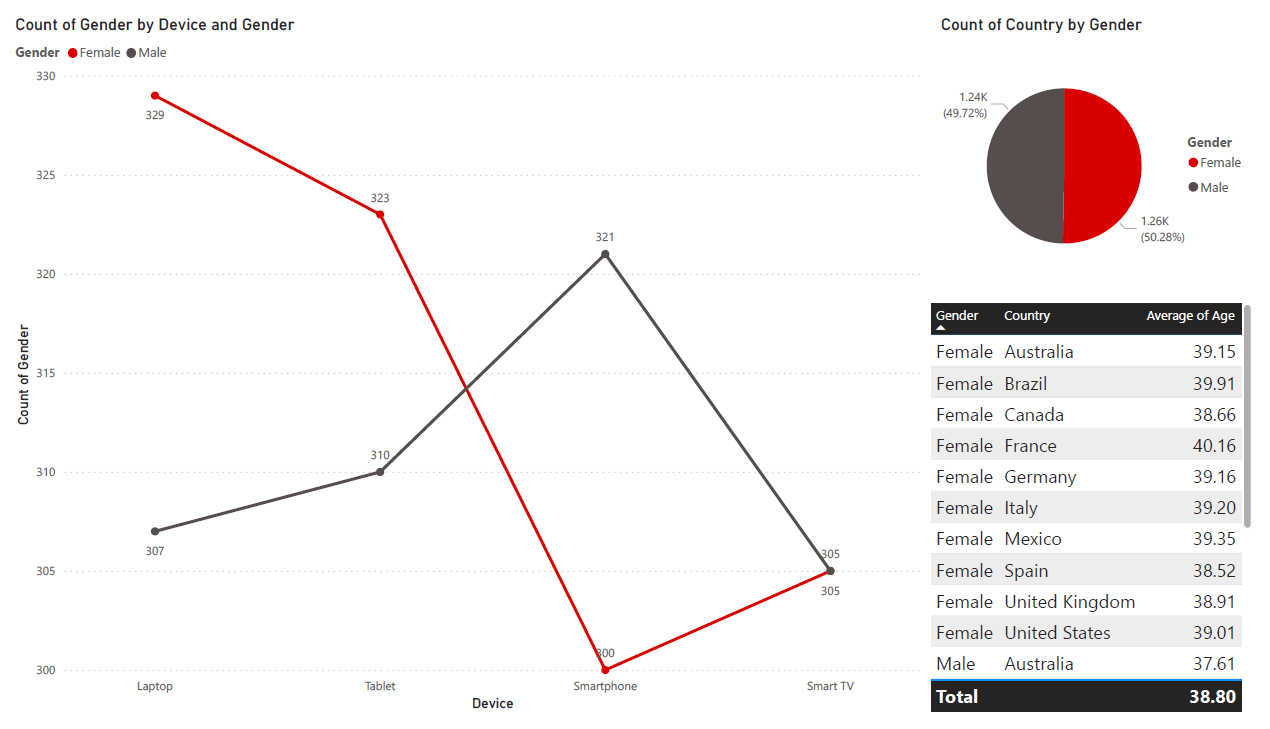 Count of Gender by Device and Gender
Gender Female Male
330
325
320
315
310
305
300
Count of Gender
329
323
321
310
307
305
305
300
Laptop Tablet Smartphone Smart TV
Device
Count of Country by Gender
1.24K
(49.72%)
1.26K
(50.28%)
Gender
Female
Male
Gender Country Average of Age
Female Australia 39.15
Female Brazil 39.91
Female Canada 38.66
Female France 40.16
Female Germany 39.16
Female Italy 39.20
Female Mexico 39.35
Female Spain 38.52
Female United Kingdom 38.91
Female United States 39.01
Male Australia 37.61
Total 38.80